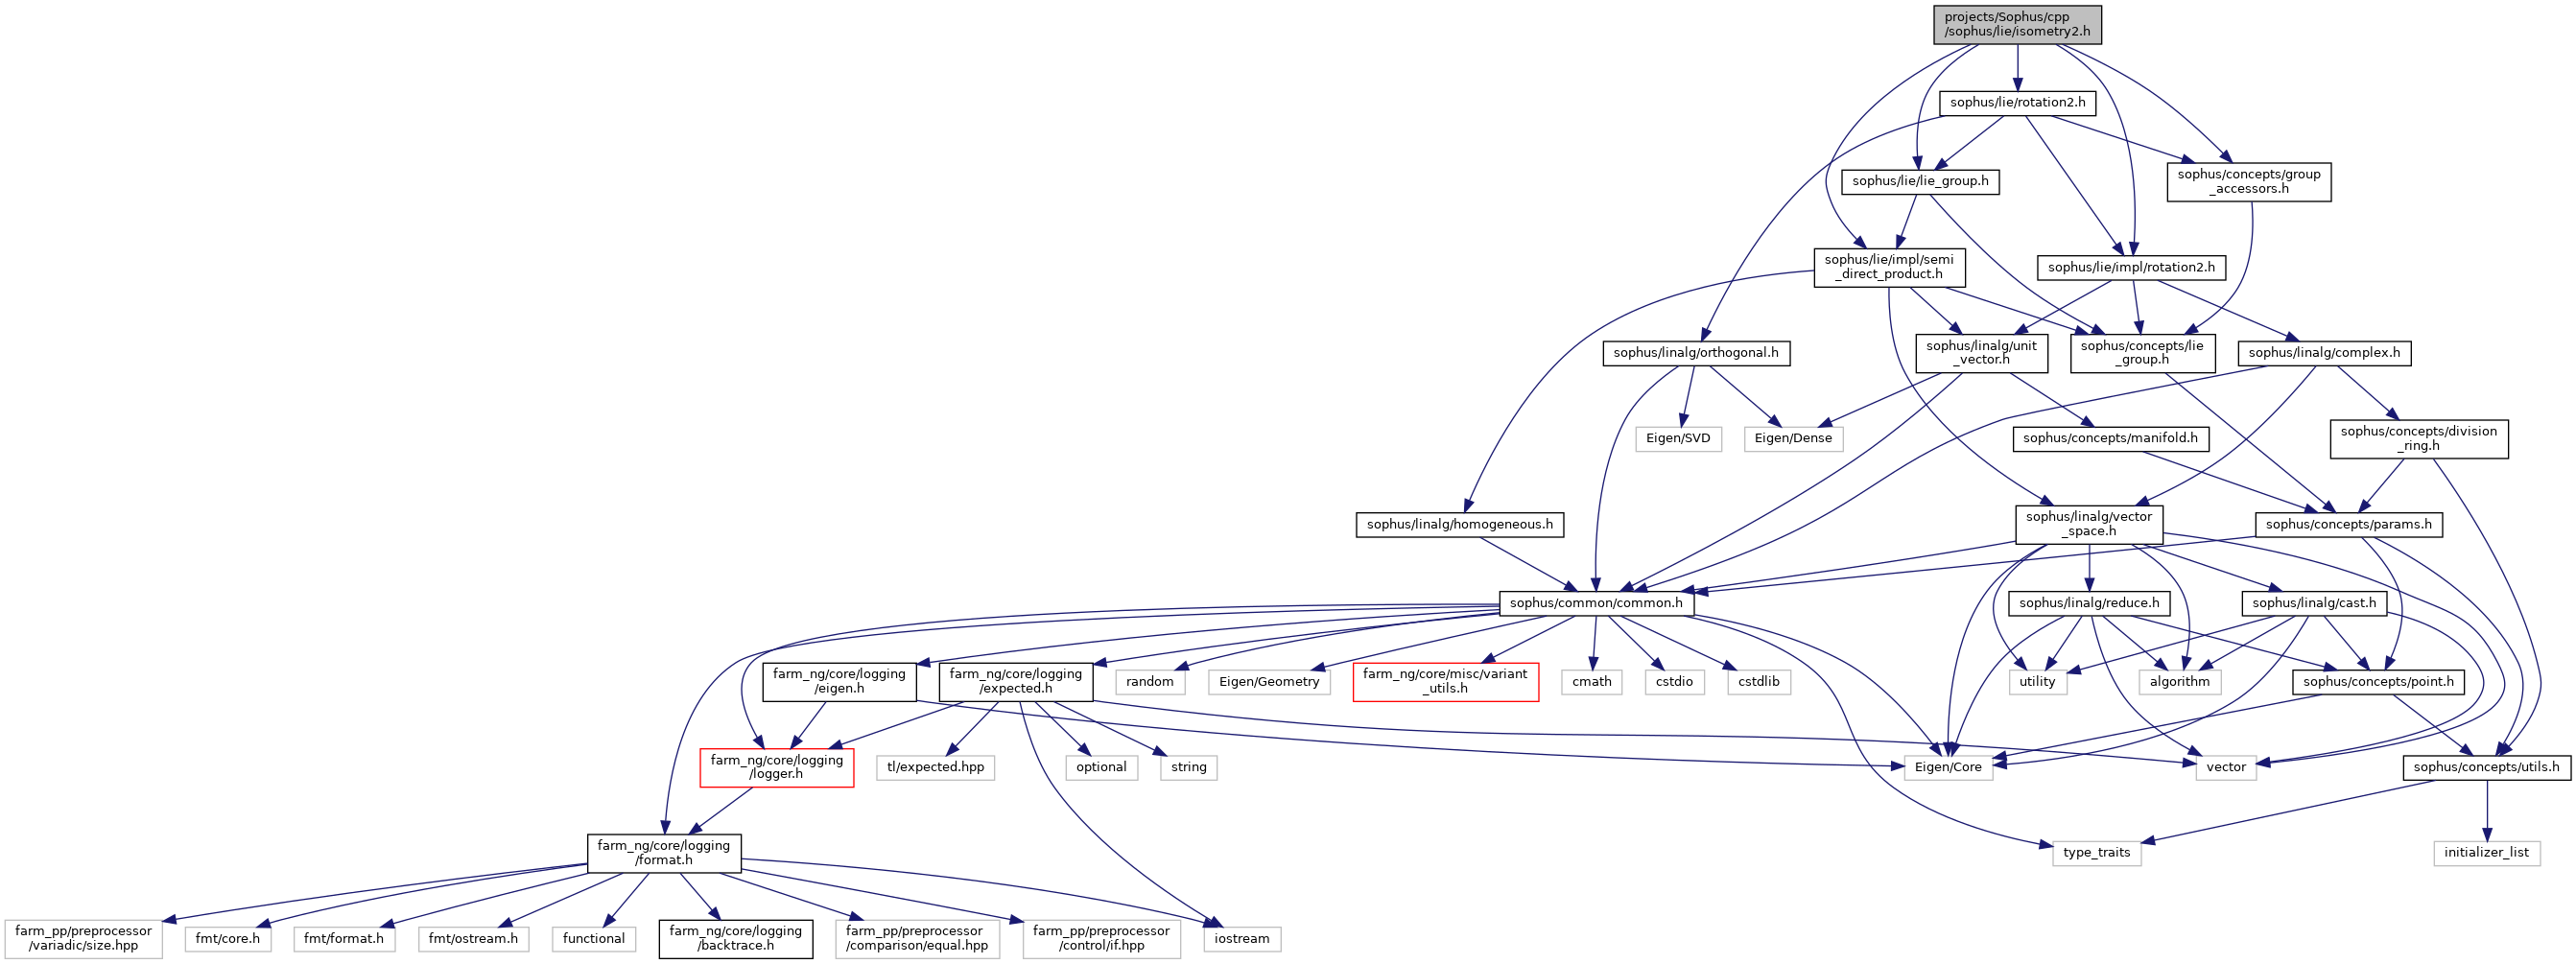 projects/Sophus/cpp
/sophus/lie/isometry2.h
sophus/lie/rotation2.h
sophus/lie/lie_group.h
sophus/concepts/group
_accessors.h
sophus/lie/impl/semi
_direct_product.h
sophus/lie/impl/rotation2.h
sophus/linalg/orthogonal.h
sophus/linalg/unit
_vector.h
sophus/concepts/lie
_group.h
sophus/linalg/complex.h
Eigen/SVD
Eigen/Dense
sophus/concepts/manifold.h
sophus/concepts/division
_ring.h
sophus/linalg/homogeneous.h
sophus/linalg/vector
_space.h
sophus/concepts/params.h
sophus/common/common.h
sophus/linalg/reduce.h
sophus/linalg/cast.h
farm_ng/core/logging
/eigen.h
farm_ng/core/logging
/expected.h
random
Eigen/Geometry
farm_ng/core/misc/variant
_utils.h
cmath
cstdio
cstdlib
utility
algorithm
sophus/concepts/point.h
farm_ng/core/logging
/logger.h
tl/expected.hpp
optional
string
Eigen/Core
vector
sophus/concepts/utils.h
farm_ng/core/logging
/format.h
type_traits
initializer_list
farm_pp/preprocessor
/variadic/size.hpp
fmt/core.h
fmt/format.h
fmt/ostream.h
functional
farm_ng/core/logging
/backtrace.h
farm_pp/preprocessor
/comparison/equal.hpp
farm_pp/preprocessor
/control/if.hpp
iostream